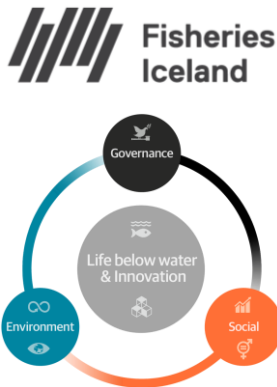 Fisheries
Iceland
Governance
Life below water
& Innovation
Environment
Social